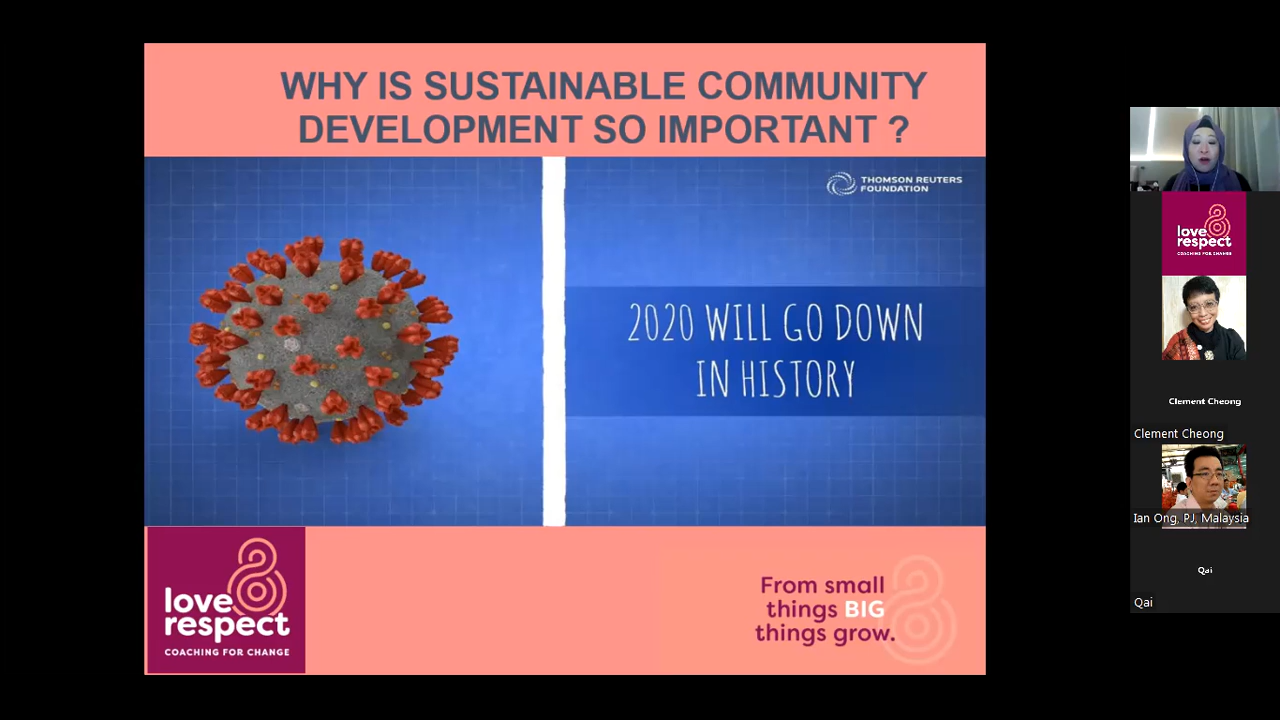 WHY IS SUSTAINABLE COMMUNITY
DEVELOPMENT SO IMPORTANT ?
THOMSON REUTERS
FOUNDATION
2020 WILL GO DOWN
IN HISTORY
love
respect
COACHING FOR CHANGE
From small
things BIG
things grow.
love
respect
COACHING FOR CHANGE
Clement Cheong
Clement Cheong
Ian Ong, PJ, Malaysia
Qai
Qai